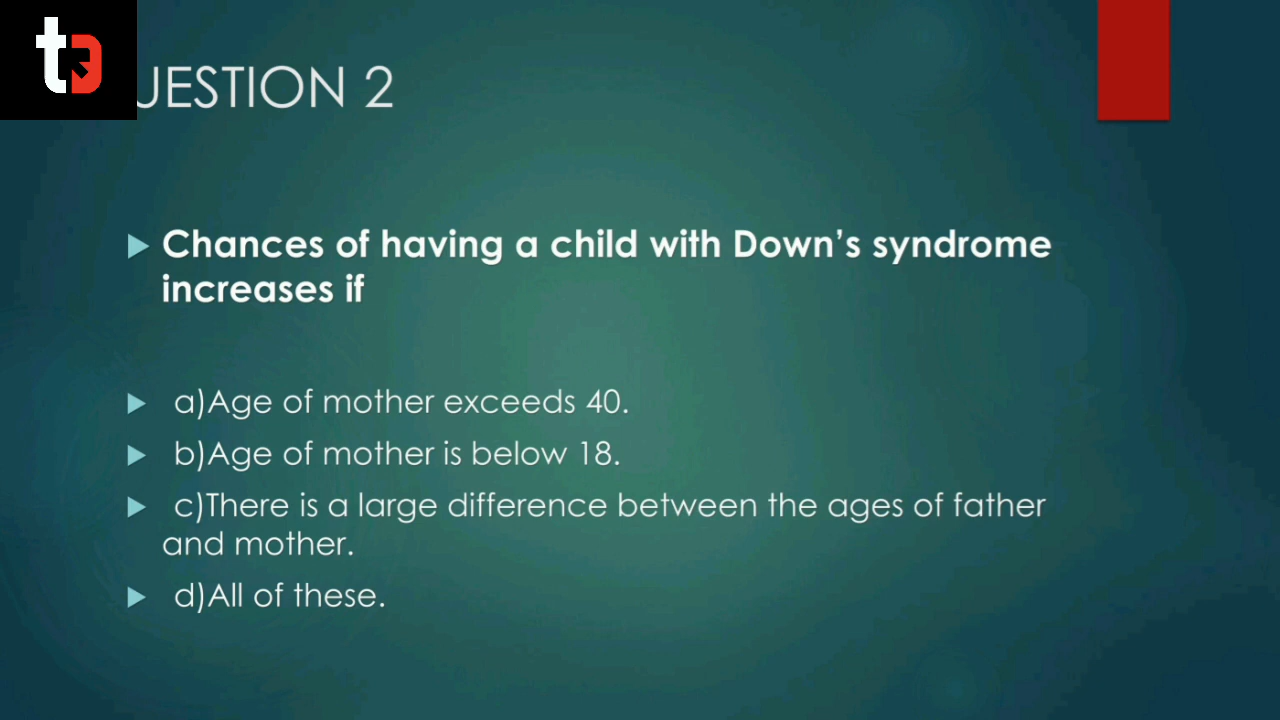 UESTION 2
Chances of having a child with Down's syndrome
increases if
a)Age of mother exceeds 40.
b)Age of mother is below 18.
c)There is a large difference between the ages of father
and mother.
d)All of these.